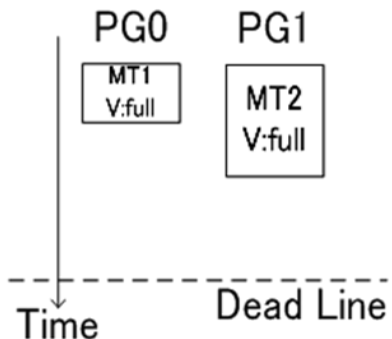 PG0 PG1
MT1
V:full
MT2
V:full
Dead Line
Time